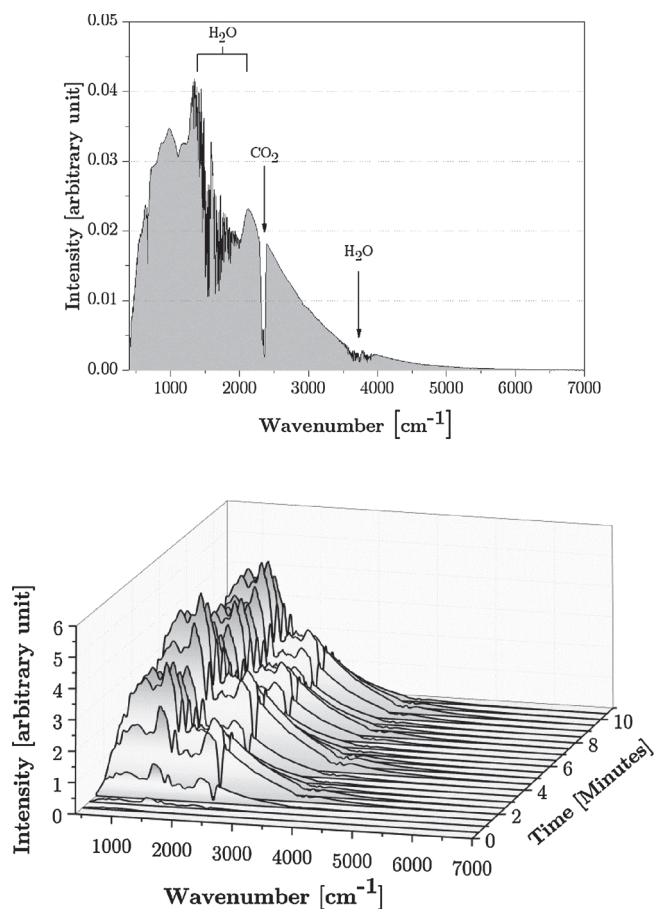 0.05
H₂O
0.04
CO₂
0.03
0.02
H₂O
0.01
0.00
1000 2000 3000 4000 5000 6000 7000
Intensity [arbitrary unit]
Wavenumber [cm⁻¹]
6
5
4
3
2
1
0
Intensity [arbitrary unit]
10
8
6
4
2
0
Time [Minutes]
1000 2000 3000 4000 5000 6000 7000
Wavenumber [cm⁻¹]